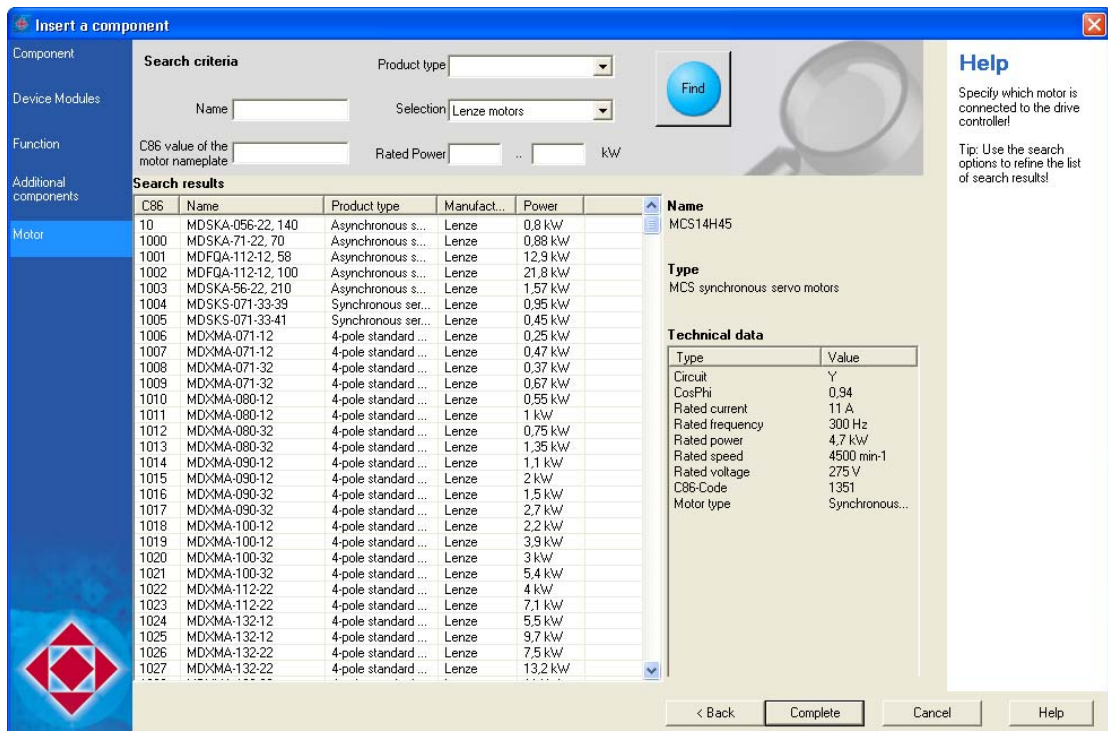 Insert a component
Component
Device Modules
Function
Additional
components
Motor
Search criteria
Product type
Name
Selection Lenze motors
C86 value of the
motor nameplate
Rated Power .. kW
Find
Search results
C86 Name Product type Manufact... Power
10 MDSKA-056-22, 140 Asynchronous s... Lenze 0,8 kW
1000 MDSKA-71-22, 70 Asynchronous s... Lenze 0,88 kW
1001 MDFQA-112-12, 58 Asynchronous s... Lenze 12,9 kW
1002 MDFQA-112-12, 100 Asynchronous s... Lenze 21,8 kW
1003 MDSKA-56-22, 210 Asynchronous s... Lenze 1,57 kW
1004 MDSKS-071-33-39 Synchronous ser... Lenze 0,95 kW
1005 MDSKS-071-33-41 Synchronous ser... Lenze 0,45 kW
1006 MDXMA-071-12 4-pole standard ... Lenze 0,25 kW
1007 MDXMA-071-12 4-pole standard ... Lenze 0,47 kW
1008 MDXMA-071-32 4-pole standard ... Lenze 0,37 kW
1009 MDXMA-071-32 4-pole standard ... Lenze 0,67 kW
1010 MDXMA-080-12 4-pole standard ... Lenze 0,55 kW
1011 MDXMA-080-12 4-pole standard ... Lenze 1 kW
1012 MDXMA-080-32 4-pole standard ... Lenze 0,75 kW
1013 MDXMA-080-32 4-pole standard ... Lenze 1,35 kW
1014 MDXMA-090-12 4-pole standard ... Lenze 1,1 kW
1015 MDXMA-090-12 4-pole standard ... Lenze 2 kW
1016 MDXMA-090-32 4-pole standard ... Lenze 1,5 kW
1017 MDXMA-090-32 4-pole standard ... Lenze 2,7 kW
1018 MDXMA-100-12 4-pole standard ... Lenze 2,2 kW
1019 MDXMA-100-12 4-pole standard ... Lenze 3,9 kW
1020 MDXMA-100-32 4-pole standard ... Lenze 3 kW
1021 MDXMA-100-32 4-pole standard ... Lenze 5,4 kW
1022 MDXMA-112-22 4-pole standard ... Lenze 4 kW
1023 MDXMA-112-22 4-pole standard ... Lenze 7,1 kW
1024 MDXMA-132-12 4-pole standard ... Lenze 5,5 kW
1025 MDXMA-132-12 4-pole standard ... Lenze 9,7 kW
1026 MDXMA-132-22 4-pole standard ... Lenze 7,5 kW
1027 MDXMA-132-22 4-pole standard ... Lenze 13,2 kW
Name
MCS14H45
Type
MCS synchronous servo motors
Technical data
Type Value
Circuit Y
CosPhi 0,94
Rated current 11 A
Rated frequency 300 Hz
Rated power 4,7 kW
Rated speed 4500 min-1
Rated voltage 275 V
C86-Code 1351
Motor type Synchronous...
Help
Specify which motor is
connected to the drive
controller!
Tip: Use the search
options to refine the list
of search results!
< Back Complete Cancel Help